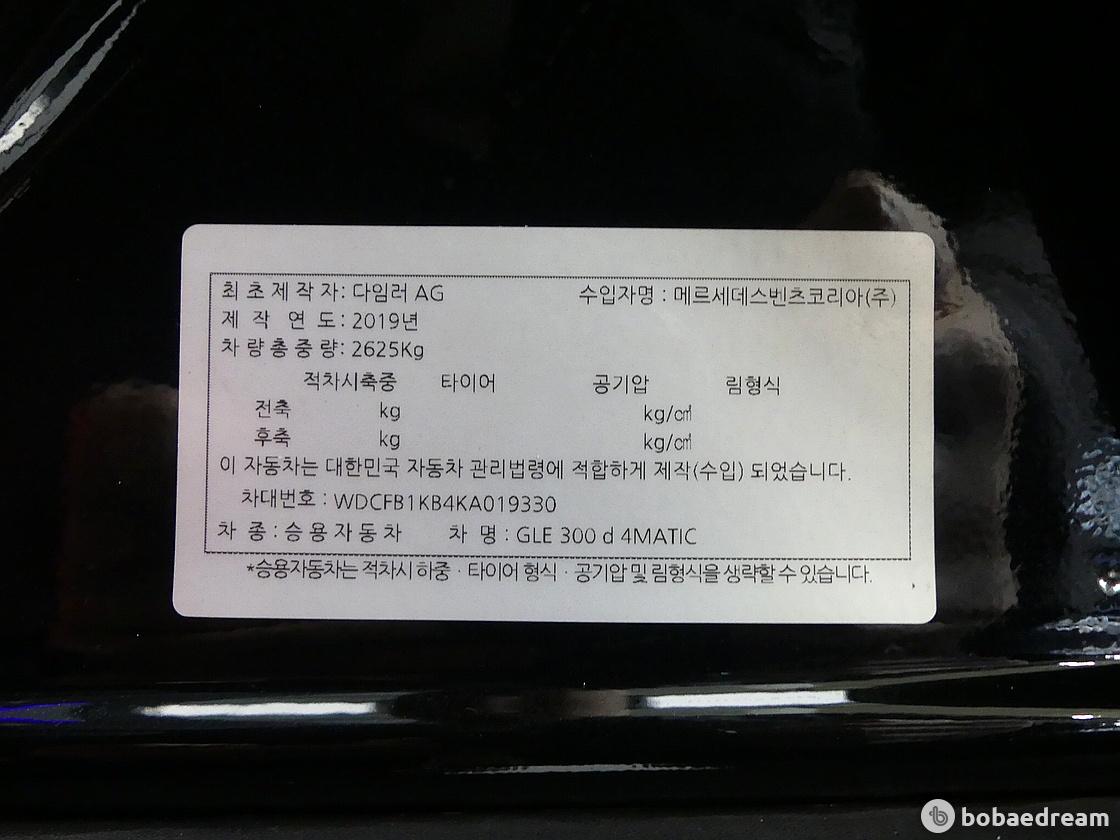 최초제작자: 다임러 AG 수입자명 : 메르세데스벤츠코리아(주)
제 작 연 도: 2019년
차량총중량: 2625Kg
적차시축중 타이어 공기압 림형식
전축 kg kg/㎠
후축 kg kg/㎠
이 자동차는 대한민국 자동차 관리법령에 적합하게 제작(수입) 되었습니다.
차대번호 : WDCFB1KB4KA019330
차 종 : 승용자동차 차 명 : GLE 300 d 4MATIC
*승용자동차는 적차시 하중 · 타이어 형식 · 공기압 및 림형식을 생략할 수 있습니다.
bobaedream